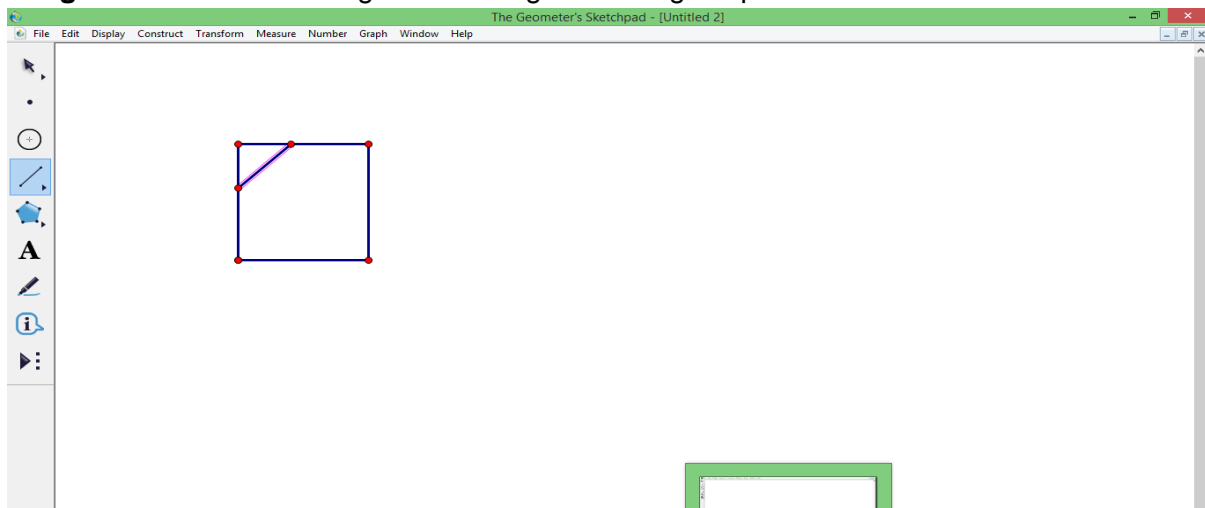 The Geometer's Sketchpad - [Untitled 2]
File Edit Display Construct Transform Measure Number Graph Window Help
A
i